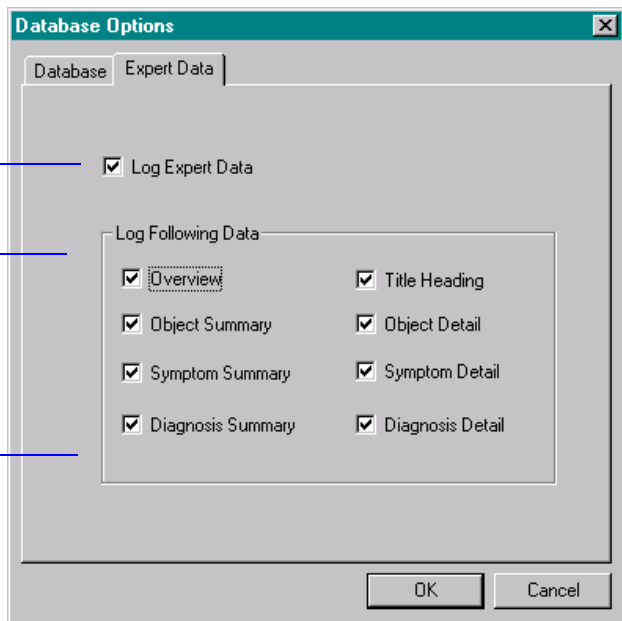 Database Options
Database Expert Data
Log Expert Data
Log Following Data
Overview Title Heading
Object Summary Object Detail
Symptom Summary Symptom Detail
Diagnosis Summary Diagnosis Detail
OK Cancel